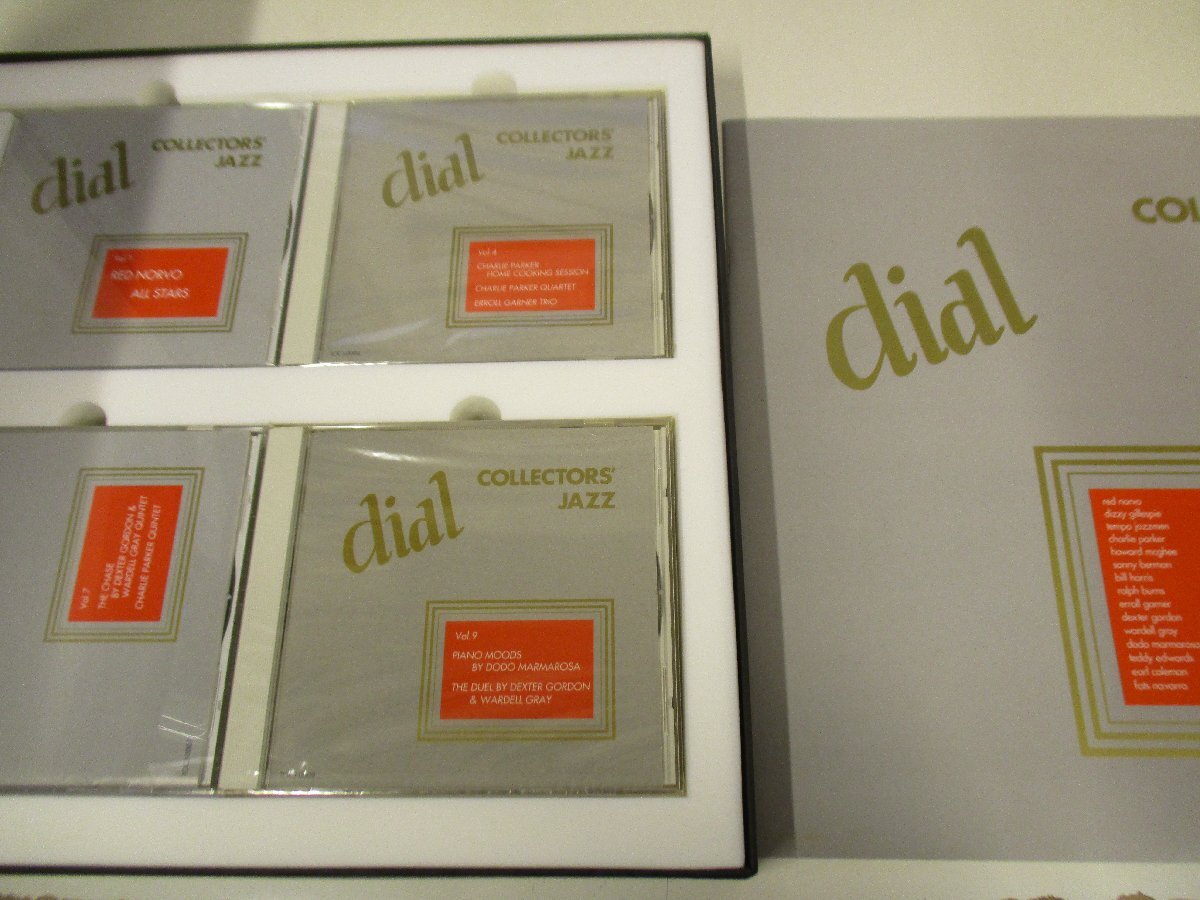 dial
COLLECTORS'
JAZZ
RED NORVO
ALL STARS
dial
COLLECTORS'
JAZZ
Vol.4
CHARLIE PARKER
HOME COOKING SESSION
CHARLIE PARKER QUARTET
ERROLL GARNER TRIO
Vol.7
THE CHASE
BY DEXTER GORDON &
WARDELL GRAY QUINTET
CHARLIE PARKER QUINTET
dial
COLLECTORS'
JAZZ
Vol.9
PIANO MOODS
BY DODO MARMAROSA
THE DUEL BY DEXTER GORDON
& WARDELL GRAY
dial
COL
red norvo
dizzy gillespie
tempo jazzmen
charlie parker
howard mcghee
sonny berman
bill harris
ralph burns
erroll garner
dexter gordon
wardell gray
dodo marmarosa
teddy edwards
earl coleman
fats navarro